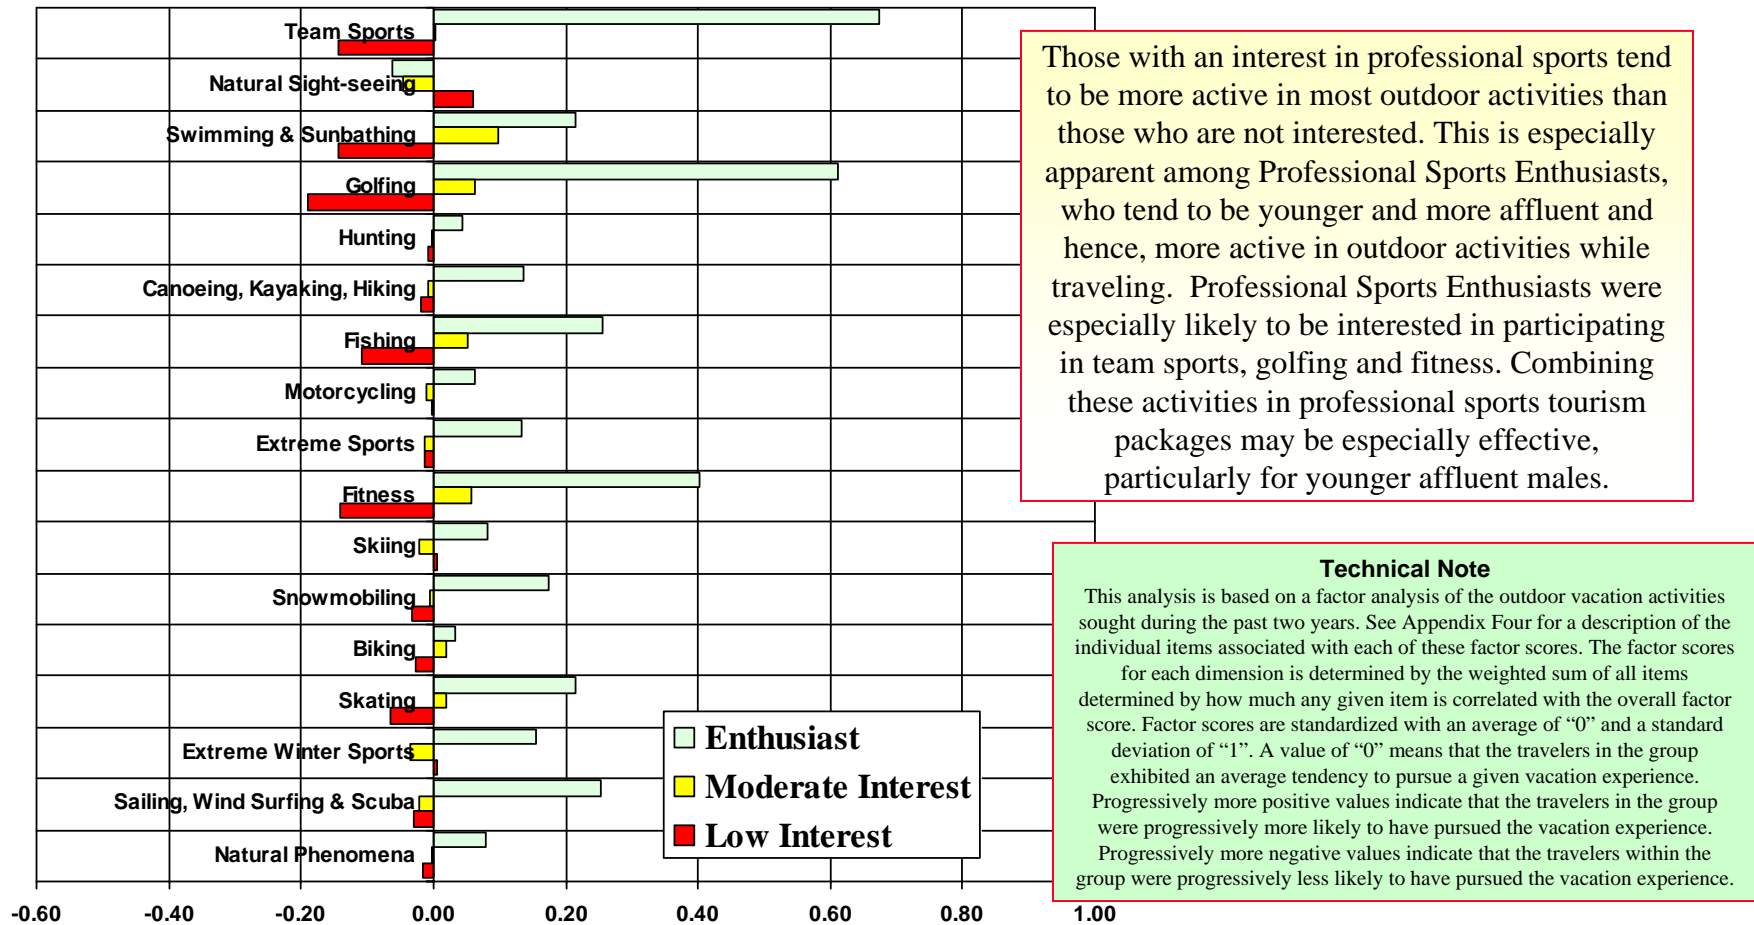 Team Sports
Natural Sight-seeing
Swimming & Sunbathing
Golfing
Hunting
Canoeing, Kayaking, Hiking
Fishing
Motorcycling
Extreme Sports
Fitness
Skiing
Snowmobiling
Biking
Skating
Extreme Winter Sports
Sailing, Wind Surfing & Scuba
Natural Phenomena
-0.60 -0.40 -0.20 0.00 0.20 0.40 0.60 0.80 1.00
Enthusiast
Moderate Interest
Low Interest
Those with an interest in professional sports tend
to be more active in most outdoor activities than
those who are not interested. This is especially
apparent among Professional Sports Enthusiasts,
who tend to be younger and more affluent and
hence, more active in outdoor activities while
traveling. Professional Sports Enthusiasts were
especially likely to be interested in participating
in team sports, golfing and fitness. Combining
these activities in professional sports tourism
packages may be especially effective,
particularly for younger affluent males.
Technical Note
This analysis is based on a factor analysis of the outdoor vacation activities
sought during the past two years. See Appendix Four for a description of the
individual items associated with each of these factor scores. The factor scores
for each dimension is determined by the weighted sum of all items
determined by how much any given item is correlated with the overall factor
score. Factor scores are standardized with an average of “0” and a standard
deviation of “1”. A value of “0” means that the travelers in the group
exhibited an average tendency to pursue a given vacation experience.
Progressively more positive values indicate that the travelers in the group
were progressively more likely to have pursued the vacation experience.
Progressively more negative values indicate that the travelers within the
group were progressively less likely to have pursued the vacation experience.